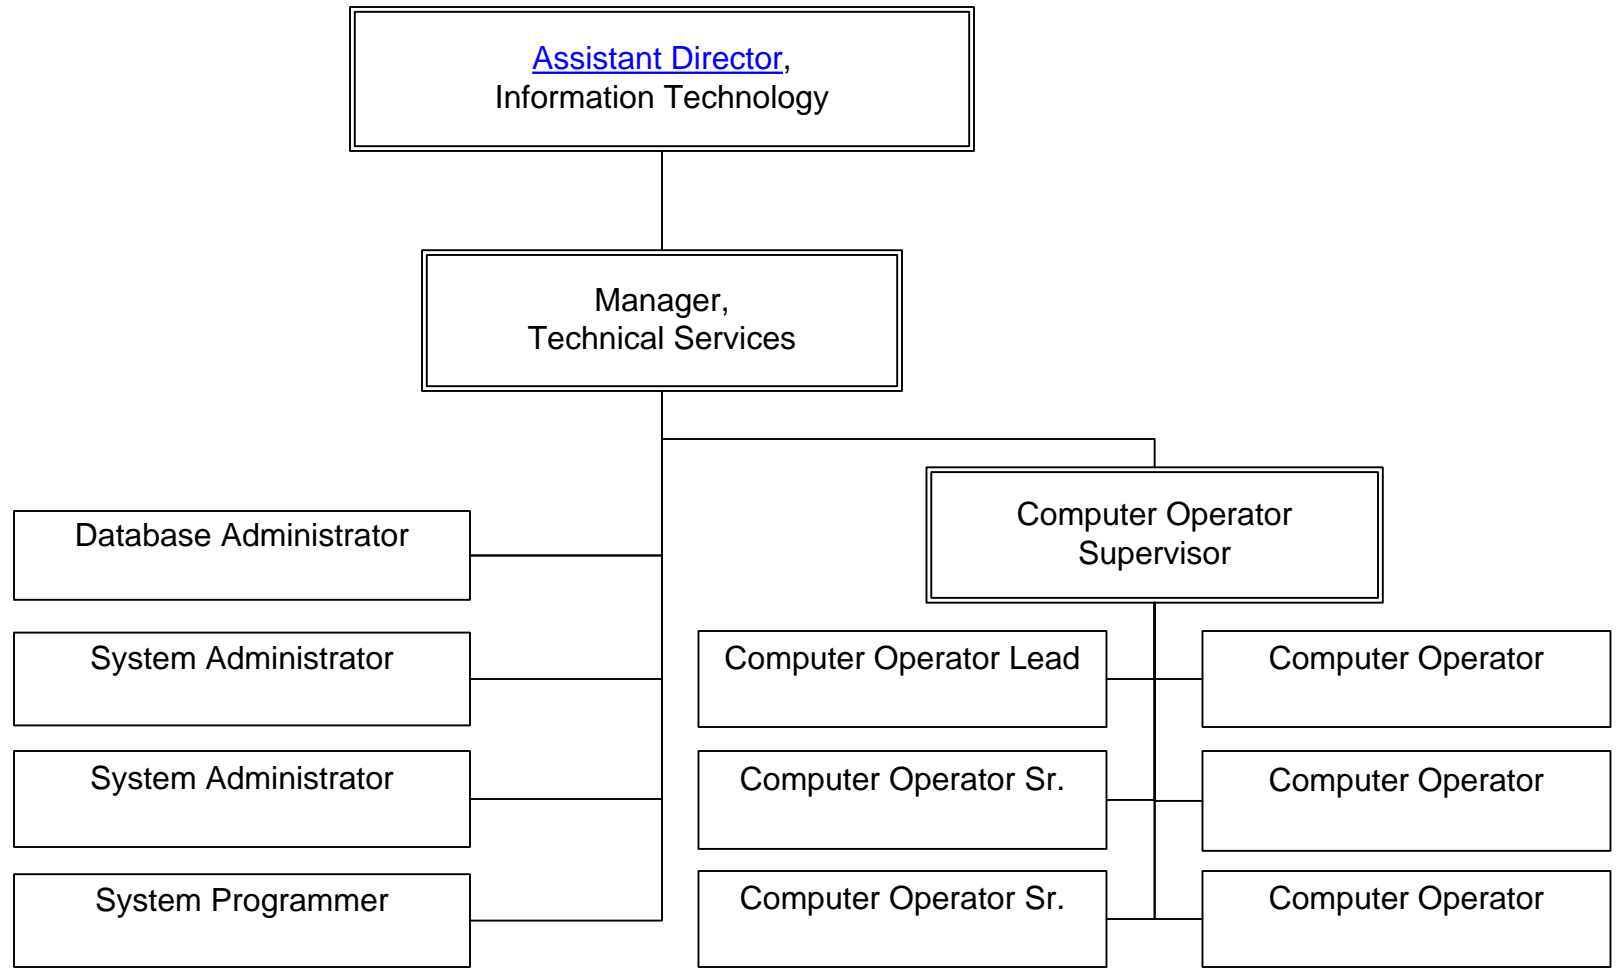 Assistant Director,
Information Technology
Manager,
Technical Services
Computer Operator
Supervisor
Database Administrator
System Administrator
System Administrator
System Programmer
Computer Operator Lead
Computer Operator Sr.
Computer Operator Sr.
Computer Operator
Computer Operator
Computer Operator